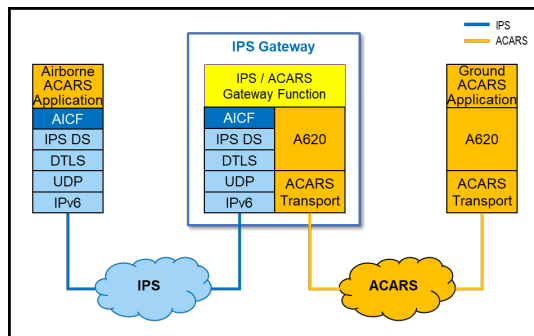 IPS
ACARS
IPS Gateway
Airborne
ACARS
Application
AICF
IPS DS
DTLS
UDP
IPv6
IPS / ACARS
Gateway Function
AICF
IPS DS
DTLS
UDP
IPv6
A620
ACARS
Transport
Ground
ACARS
Application
A620
ACARS
Transport
IPS
ACARS